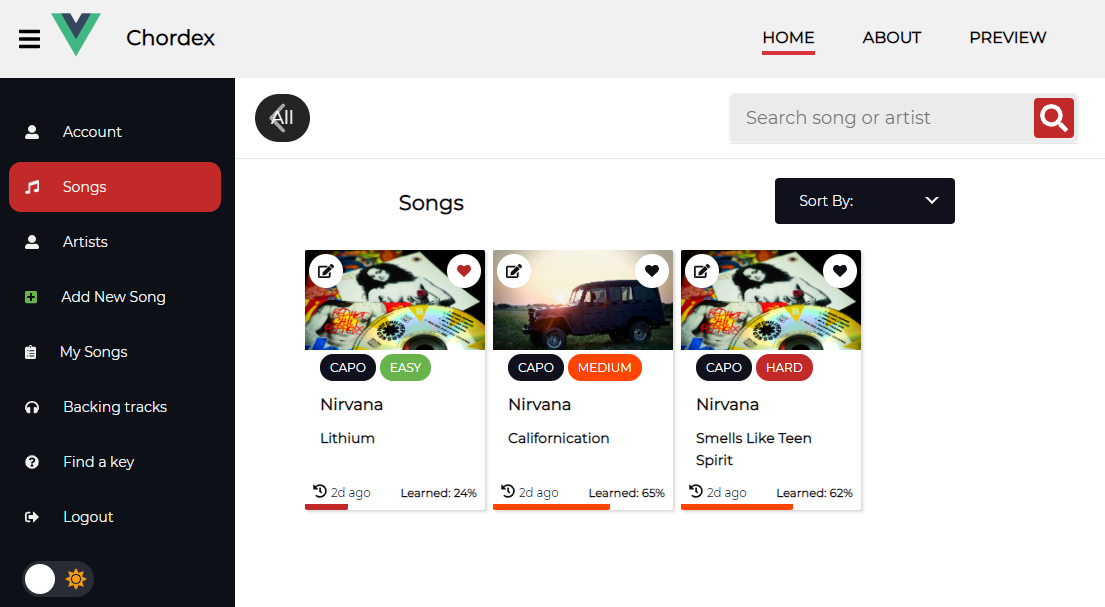 Chordex
HOME
ABOUT
PREVIEW
Account
Songs
Artists
Add New Song
My Songs
Backing tracks
Find a key
Logout
All
Search song or artist
Songs
Sort By:
CAPO EASY
Nirvana
Lithium
2d ago Learned: 24%
CAPO MEDIUM
Nirvana
Californication
2d ago Learned: 65%
CAPO HARD
Nirvana
Smells Like Teen
Spirit
2d ago Learned: 62%